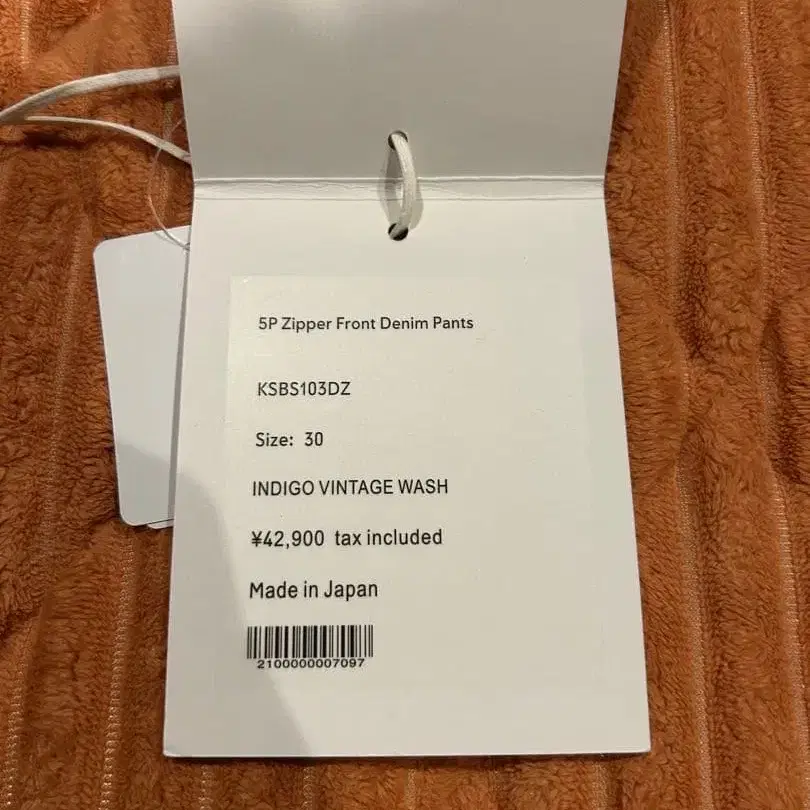 5P Zipper Front Denim Pants
KSBS103DZ
Size: 30
INDIGO VINTAGE WASH
¥42,900 tax included
Made in Japan
2100000007097